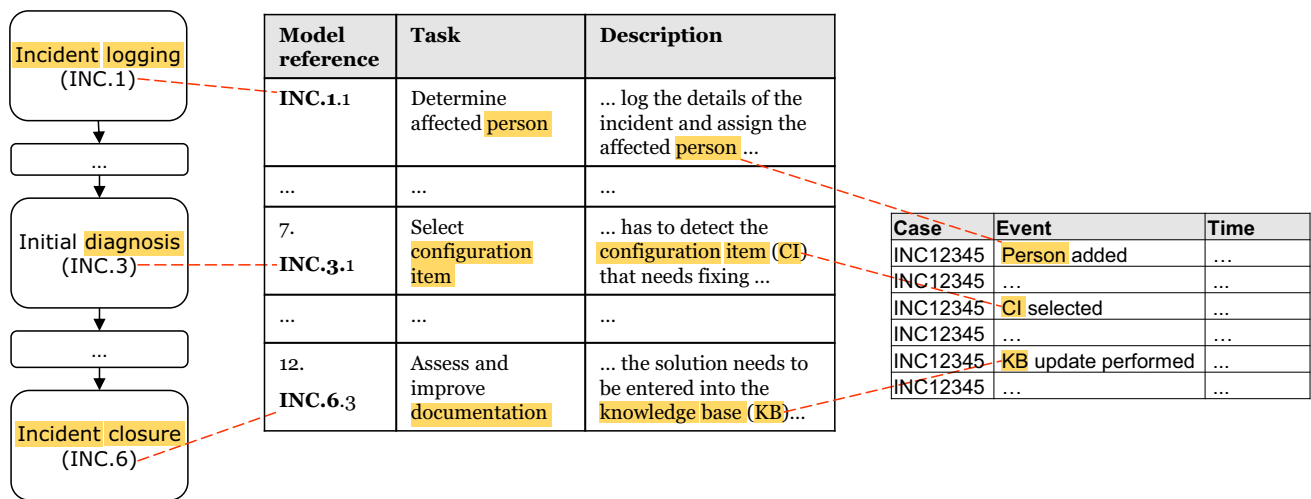 Incident logging
(INC.1)
...
Initial diagnosis
(INC.3)
...
Incident closure
(INC.6)
Model
reference
Task
Description
INC.1.1
Determine
affected person
... log the details of the
incident and assign the
affected person ...
...
...
...
7.
INC.3.1
Select
configuration
item
... has to detect the
configuration item (CI)
that needs fixing ...
...
...
...
12.
INC.6.3
Assess and
improve
documentation
... the solution needs to
be entered into the
knowledge base (KB)...
Case Event Time
INC12345 Person added ...
INC12345 ... ...
INC12345 CI selected ...
INC12345 ... ...
INC12345 KB update performed ...
INC12345 ... ...